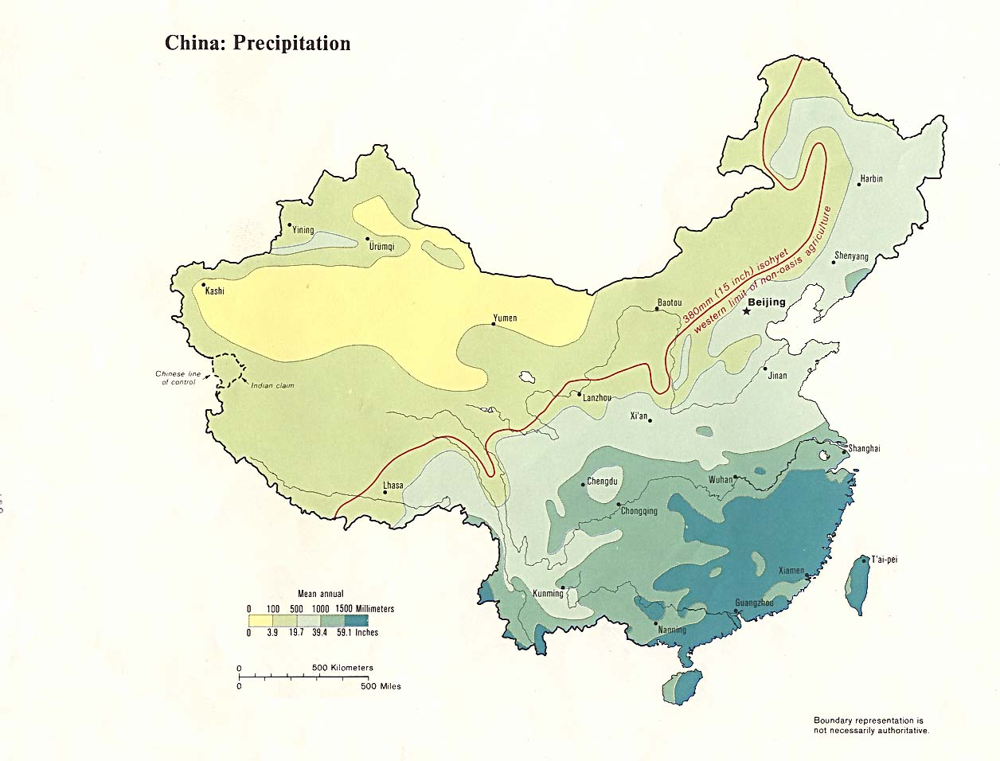 China: Precipitation
Harbin
Yining
Ürümqi
Shenyang
380mm (15 inch) isohyet
western limit of non-oasis agriculture
Kashi
Baotou
Beijing
Yumen
Chinese line
of control
Indian claim
Jinan
Lanzhou
Xi'an
Shanghai
Lhasa
Chengdu
Wuhan
Chongqing
T'ai-pei
Xiamen
Kunming
Guangzhou
Nanning
Mean annual
0 100 500 1000 1500 Millimeters
0 3.9 19.7 39.4 59.1 Inches
0 500 Kilometers
0 500 Miles
Boundary representation is
not necessarily authoritative.